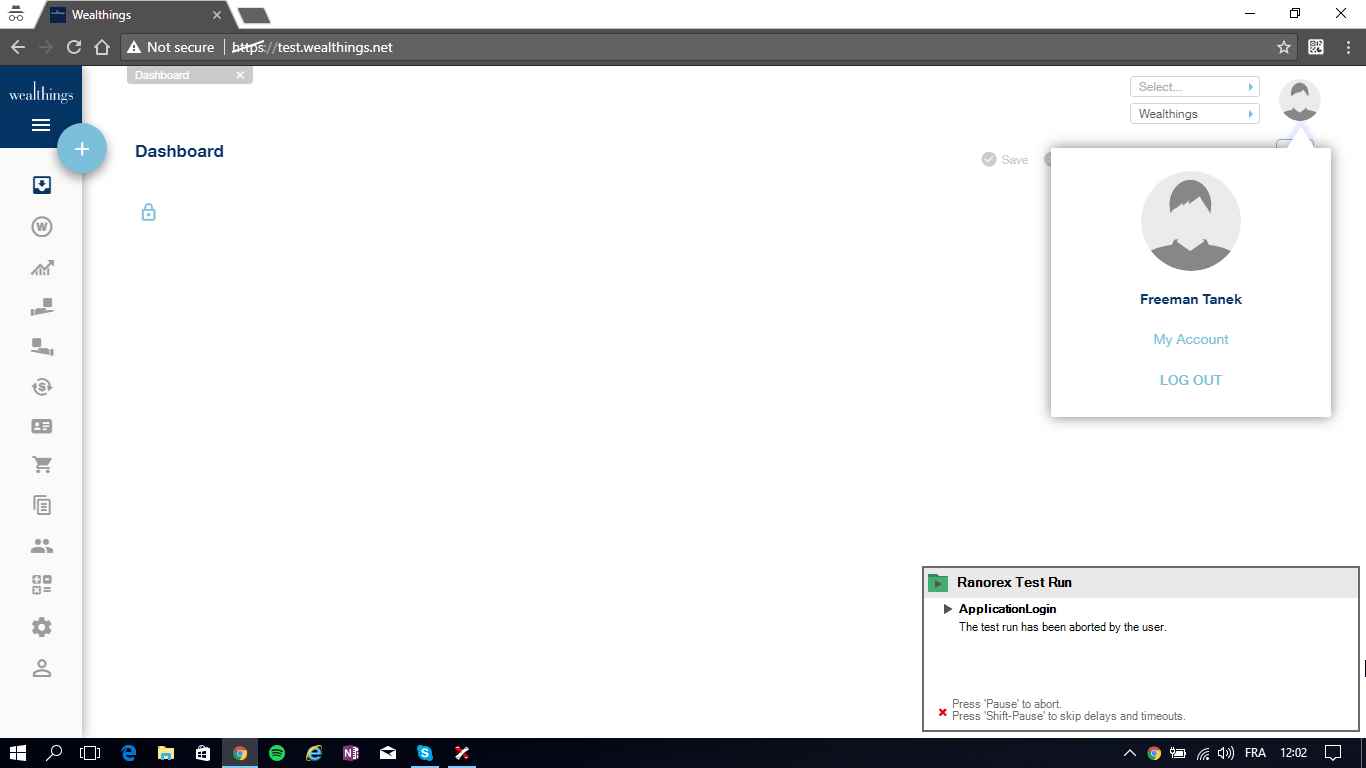 Wealthings
Not secure
https://test.wealthings.net
wealthings
Dashboard
Select...
Wealthings
Dashboard
Save
Freeman Tanek
My Account
LOG OUT
Ranorex Test Run
ApplicationLogin
The test run has been aborted by the user.
Press 'Pause' to abort.
Press 'Shift-Pause' to skip delays and timeouts.
FRA
12:02